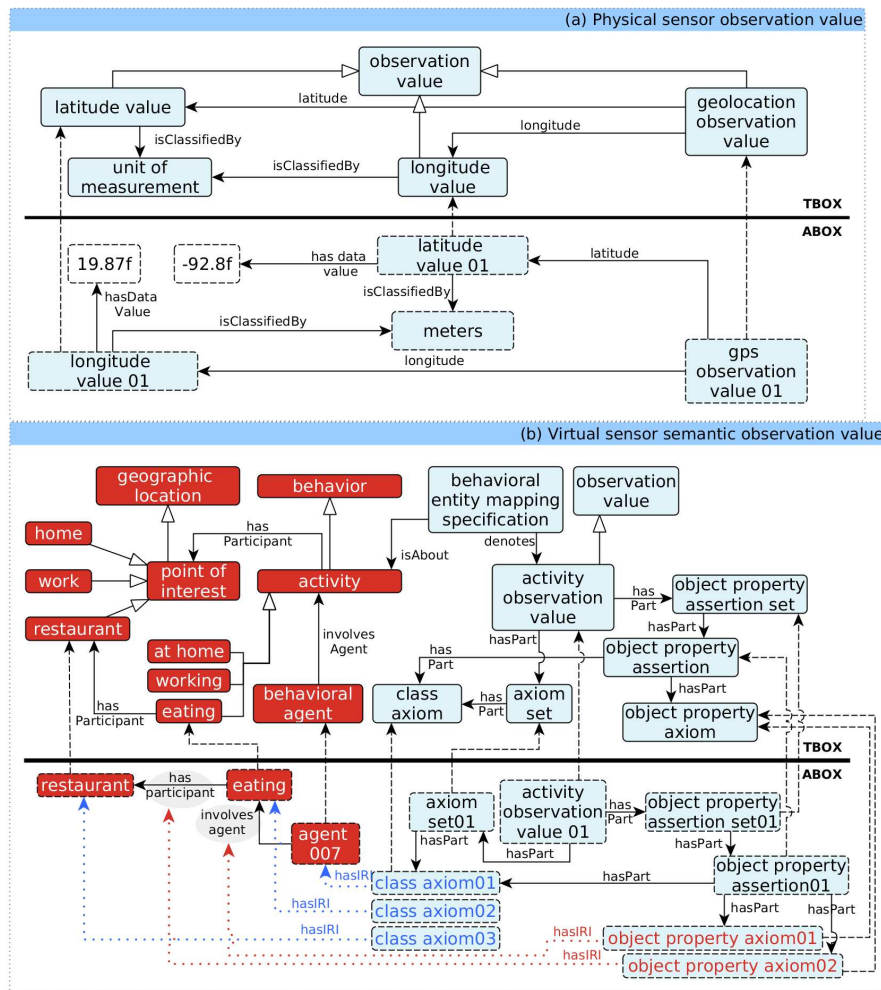 (a) Physical sensor observation value
observation
value
latitude value
latitude
geolocation
observation
value
longitude
isClassifiedBy
unit of
measurement
isClassifiedBy
longitude
value
TBOX
ABOX
19.87f
-92.8f
has data
value
latitude
value 01
latitude
hasData
Value
isClassifiedBy
isClassifiedBy
meters
longitude
value 01
longitude
gps
observation
value 01
(b) Virtual sensor semantic observation value
geographic
location
behavior
behavioral
entity mapping
specification
observation
value
home
has
Participant
isAbout
denotes
work
point of
interest
activity
activity
observation
value
has
Part
object property
assertion set
restaurant
involves
Agent
hasPart
hasPart
at home
has
Part
object property
assertion
working
has
Participant
eating
behavioral
agent
class
axiom
has
Part
axiom
set
hasPart
object property
axiom
TBOX
ABOX
restaurant
has
participant
eating
axiom
set01
activity
observation
value 01
has
Part
object property
assertion set01
involves
agent
agent
007
hasPart
hasPart
hasPart
hasIRI
class axiom01
hasPart
object property
assertion01
hasIRI
class axiom02
hasPart
hasPart
hasIRI
class axiom03
hasIRI
object property axiom01
hasIRI
object property axiom02